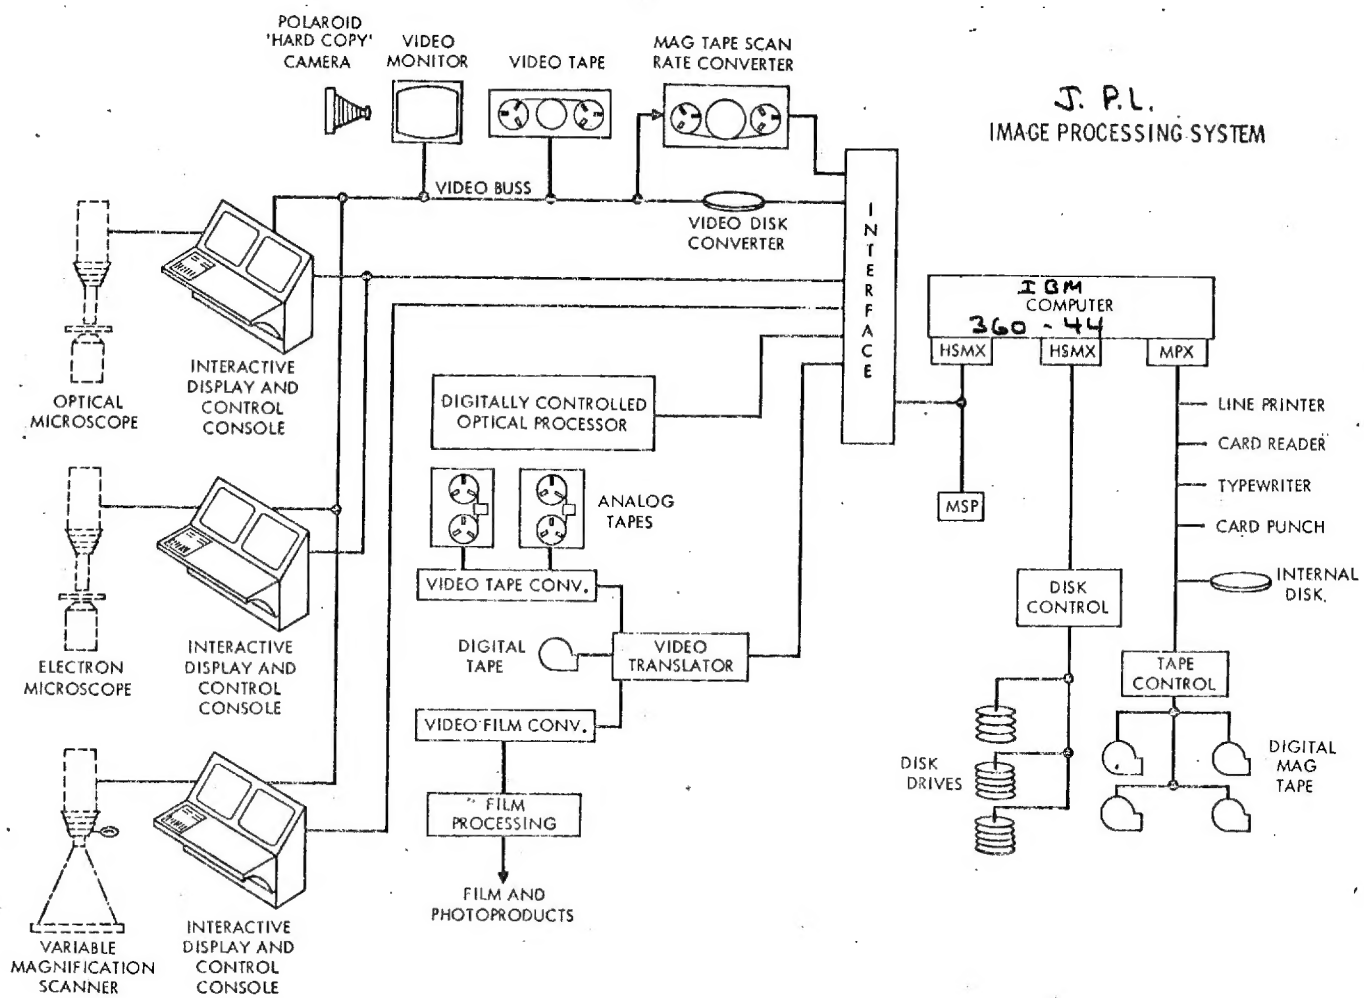 POLAROID
'HARD COPY'
CAMERA
VIDEO
MONITOR
VIDEO TAPE
MAG TAPE SCAN
RATE CONVERTER
J. P. L.
IMAGE PROCESSING SYSTEM
VIDEO BUSS
VIDEO DISK
CONVERTER
INTERFACE
OPTICAL
MICROSCOPE
INTERACTIVE
DISPLAY AND
CONTROL
CONSOLE
IBM
COMPUTER
360 - 44
HSMX
HSMX
MPX
DIGITALLY CONTROLLED
OPTICAL PROCESSOR
LINE PRINTER
CARD READER
TYPEWRITER
CARD PUNCH
INTERNAL
DISK.
MSP
ANALOG
TAPES
VIDEO TAPE CONV.
DISK
CONTROL
DIGITAL
TAPE
VIDEO
TRANSLATOR
TAPE
CONTROL
ELECTRON
MICROSCOPE
INTERACTIVE
DISPLAY AND
CONTROL
CONSOLE
VIDEO FILM CONV.
DISK
DRIVES
DIGITAL
MAG
TAPE
FILM
PROCESSING
FILM AND
PHOTOPRODUCTS
VARIABLE
MAGNIFICATION
SCANNER
INTERACTIVE
DISPLAY AND
CONTROL
CONSOLE